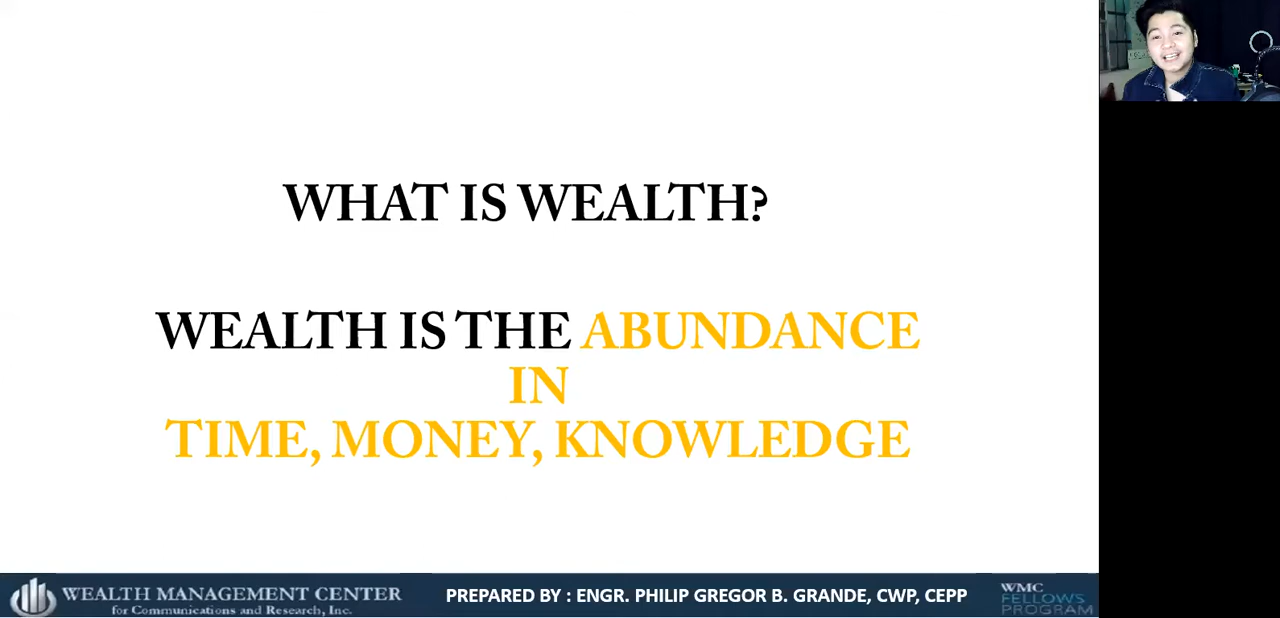 WHAT IS WEALTH?
WEALTH IS THE ABUNDANCE
IN
TIME, MONEY, KNOWLEDGE
WEALTH MANAGEMENT CENTER
for Communications and Research, Inc.
PREPARED BY : ENGR. PHILIP GREGOR B. GRANDE, CWP, CEPP
WMC
FELLOWS
PROGRAM